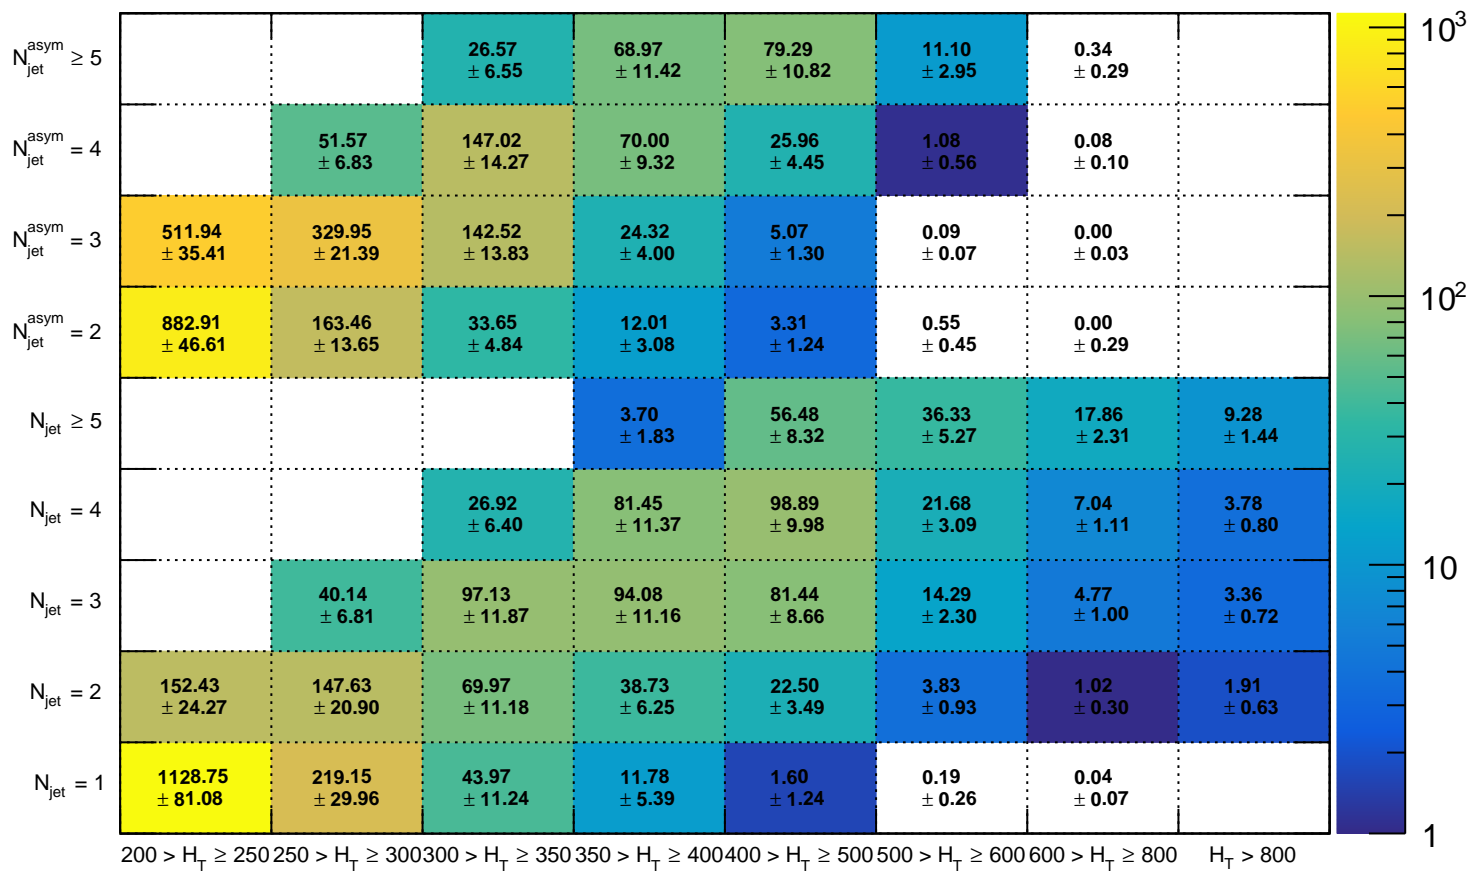 N_jet^asym ≥ 5
26.57 68.97 79.29 11.10 0.34
± 6.55 ± 11.42 ± 10.82 ± 2.95 ± 0.29
N_jet^asym = 4
51.57 147.02 70.00 25.96 1.08 0.08
± 6.83 ± 14.27 ± 9.32 ± 4.45 ± 0.56 ± 0.10
N_jet^asym = 3
511.94 329.95 142.52 24.32 5.07 0.09 0.00
± 35.41 ± 21.39 ± 13.83 ± 4.00 ± 1.30 ± 0.07 ± 0.03
N_jet^asym = 2
882.91 163.46 33.65 12.01 3.31 0.55 0.00
± 46.61 ± 13.65 ± 4.84 ± 3.08 ± 1.24 ± 0.45 ± 0.29
N_jet ≥ 5
3.70 56.48 36.33 17.86 9.28
± 1.83 ± 8.32 ± 5.27 ± 2.31 ± 1.44
N_jet = 4
26.92 81.45 98.89 21.68 7.04 3.78
± 6.40 ± 11.37 ± 9.98 ± 3.09 ± 1.11 ± 0.80
N_jet = 3
40.14 97.13 94.08 81.44 14.29 4.77 3.36
± 6.81 ± 11.87 ± 11.16 ± 8.66 ± 2.30 ± 1.00 ± 0.72
N_jet = 2
152.43 147.63 69.97 38.73 22.50 3.83 1.02 1.91
± 24.27 ± 20.90 ± 11.18 ± 6.25 ± 3.49 ± 0.93 ± 0.30 ± 0.63
N_jet = 1
1128.75 219.15 43.97 11.78 1.60 0.19 0.04
± 81.08 ± 29.96 ± 11.24 ± 5.39 ± 1.24 ± 0.26 ± 0.07
200 > H_T ≥ 250 250 > H_T ≥ 300 300 > H_T ≥ 350 350 > H_T ≥ 400 400 > H_T ≥ 500 500 > H_T ≥ 600 600 > H_T ≥ 800 H_T > 800
10^3
10^2
10
1